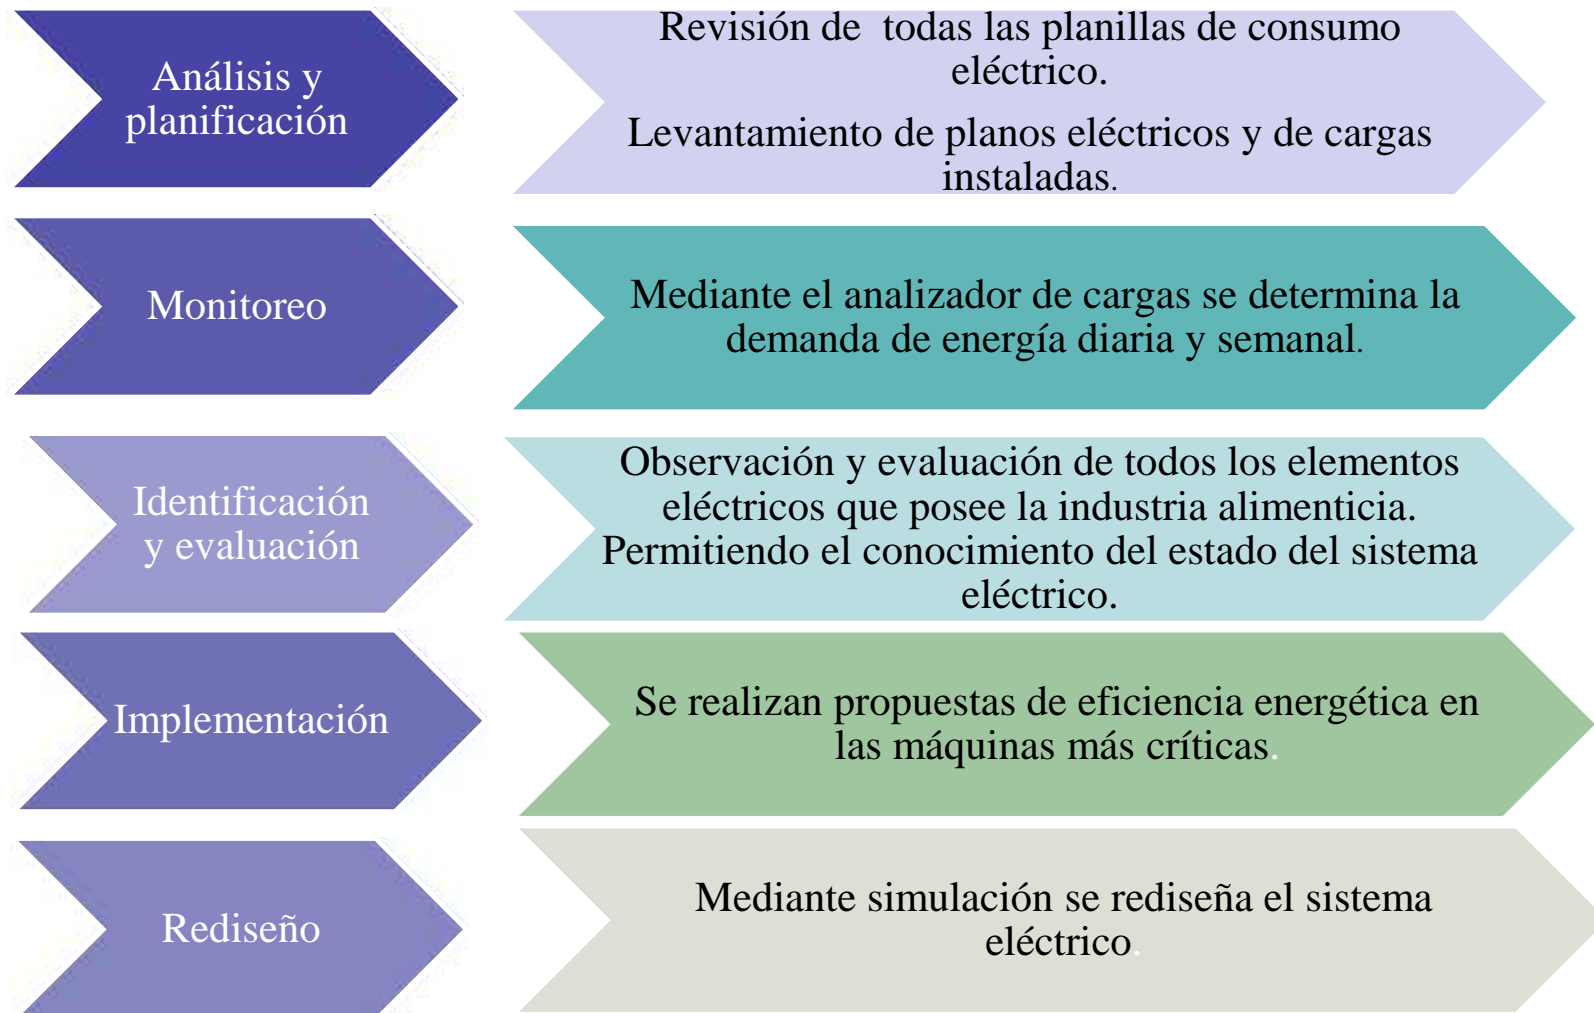 Análisis y
planificación
Revisión de  todas las planillas de consumo
eléctrico.
Levantamiento de planos eléctricos y de cargas
instaladas.
Monitoreo
Mediante el analizador de cargas se determina la
demanda de energía diaria y semanal.
Identificación
y evaluación
Observación y evaluación de todos los elementos
eléctricos que posee la industria alimenticia.
Permitiendo el conocimiento del estado del sistema
eléctrico.
Implementación
Se realizan propuestas de eficiencia energética en
las máquinas más críticas.
Rediseño
Mediante simulación se rediseña el sistema
eléctrico.